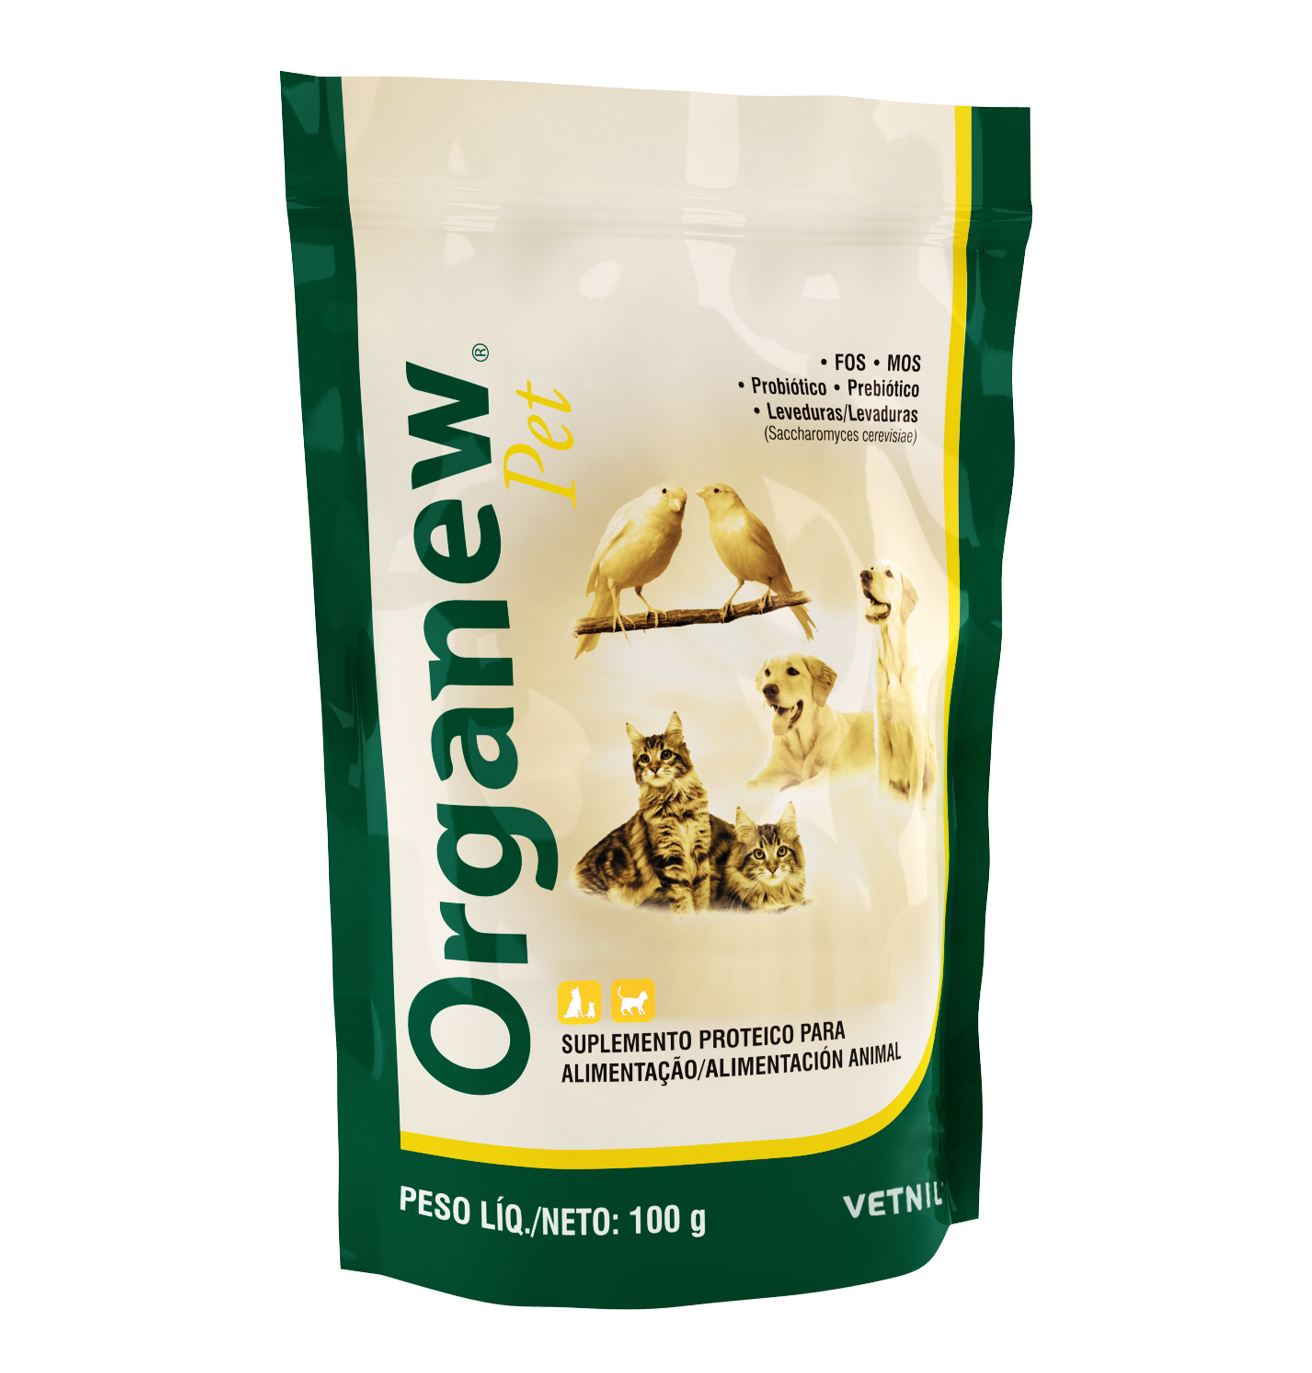 Organew®
Pet
• FOS • MOS
• Probiótico • Prebiótico
• Leveduras/Levaduras
(Saccharomyces cerevisiae)
SUPLEMENTO PROTEICO PARA
ALIMENTAÇÃO/ALIMENTACIÓN ANIMAL
PESO LÍQ./NETO: 100 g
VETNIL